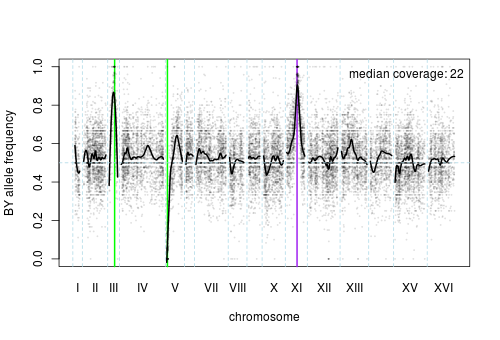 median coverage: 22
BY allele frequency
1.0
0.8
0.6
0.4
0.2
0.0
I II III IV V VII VIII X XI XII XIII XV XVI
chromosome